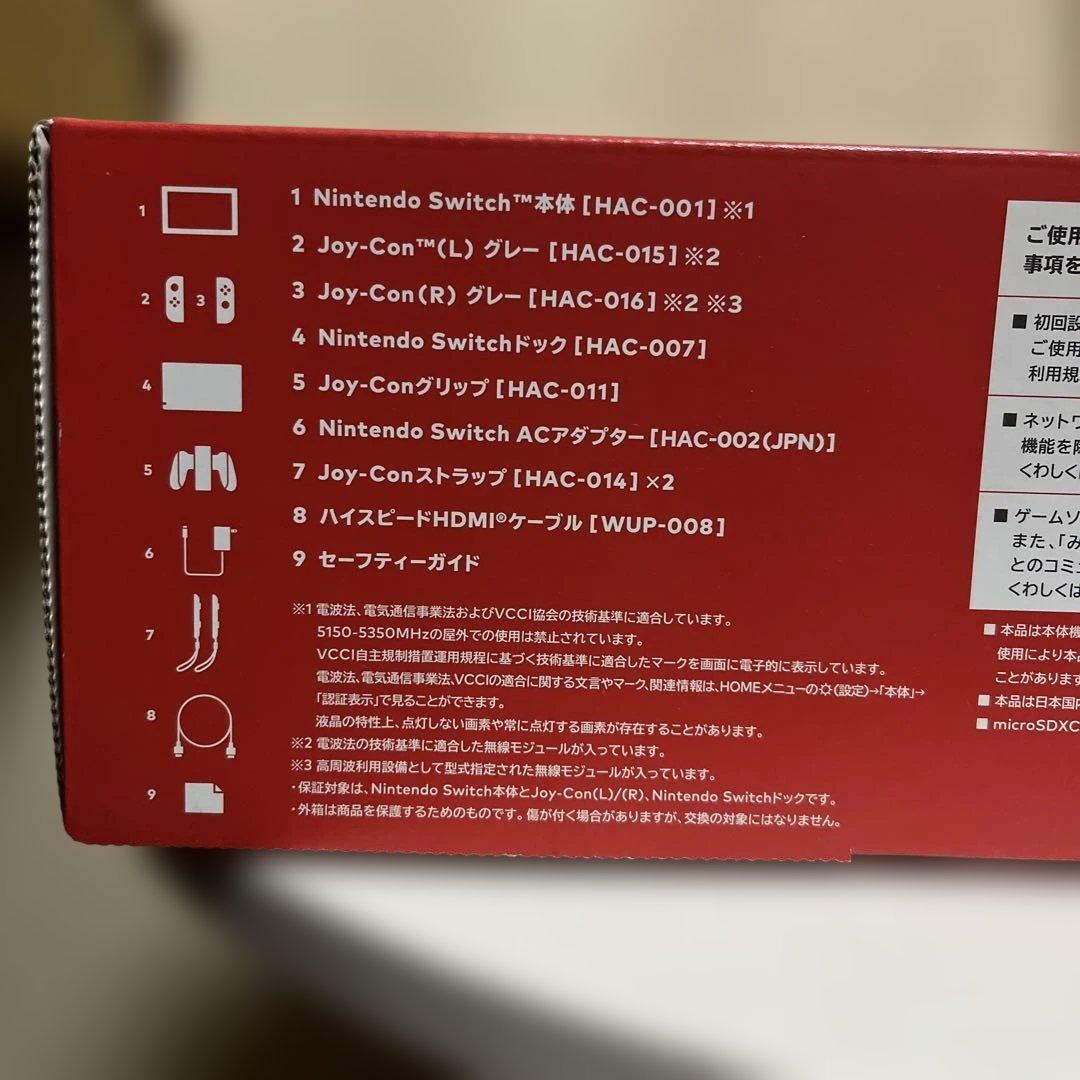 1 Nintendo Switch™本体[HAC-001]※1
2 Joy-Con™(L) グレー [HAC-015]※2
3 Joy-Con(R) グレー[HAC-016]※2 ※3
4 Nintendo Switchドック[HAC-007]
5 Joy-Conグリップ[HAC-011]
6 Nintendo Switch ACアダプター[HAC-002(JPN)]
7 Joy-Conストラップ[HAC-014]×2
8 ハイスピードHDMI®ケーブル[WUP-008]
9 セーフティーガイド
1
2 3
4
5
6
7
8
9
※1 電波法、電気通信事業法およびVCCI協会の技術基準に適合しています。
5150-5350MHzの屋外での使用は禁止されています。
VCCI自主規制措置運用規程に基づく技術基準に適合したマークを画面に電子的に表示しています。
電波法、電気通信事業法、VCCIの適合に関する文言やマーク、関連情報は、HOMEメニューの(設定)→「本体」→
「認証表示」で見ることができます。
液晶の特性上、点灯しない画素や常に点灯する画素が存在することがあります。
※2 電波法の技術基準に適合した無線モジュールが入っています。
※3 高周波利用設備として型式指定された無線モジュールが入っています。
・保証対象は、Nintendo Switch本体とJoy-Con(L)/(R)、Nintendo Switchドックです。
・外箱は商品を保護するためのものです。傷が付く場合がありますが、交換の対象にはなりません。
ご使用
事項を
■ 初回設
ご使用
利用規
■ ネットワ
機能を
くわしく
■ ゲームソ
また、「み
とのコミュ
くわしくは
■ 本品は本体機
使用により本
ことがあります
■ 本品は日本国内
■ microSDXC